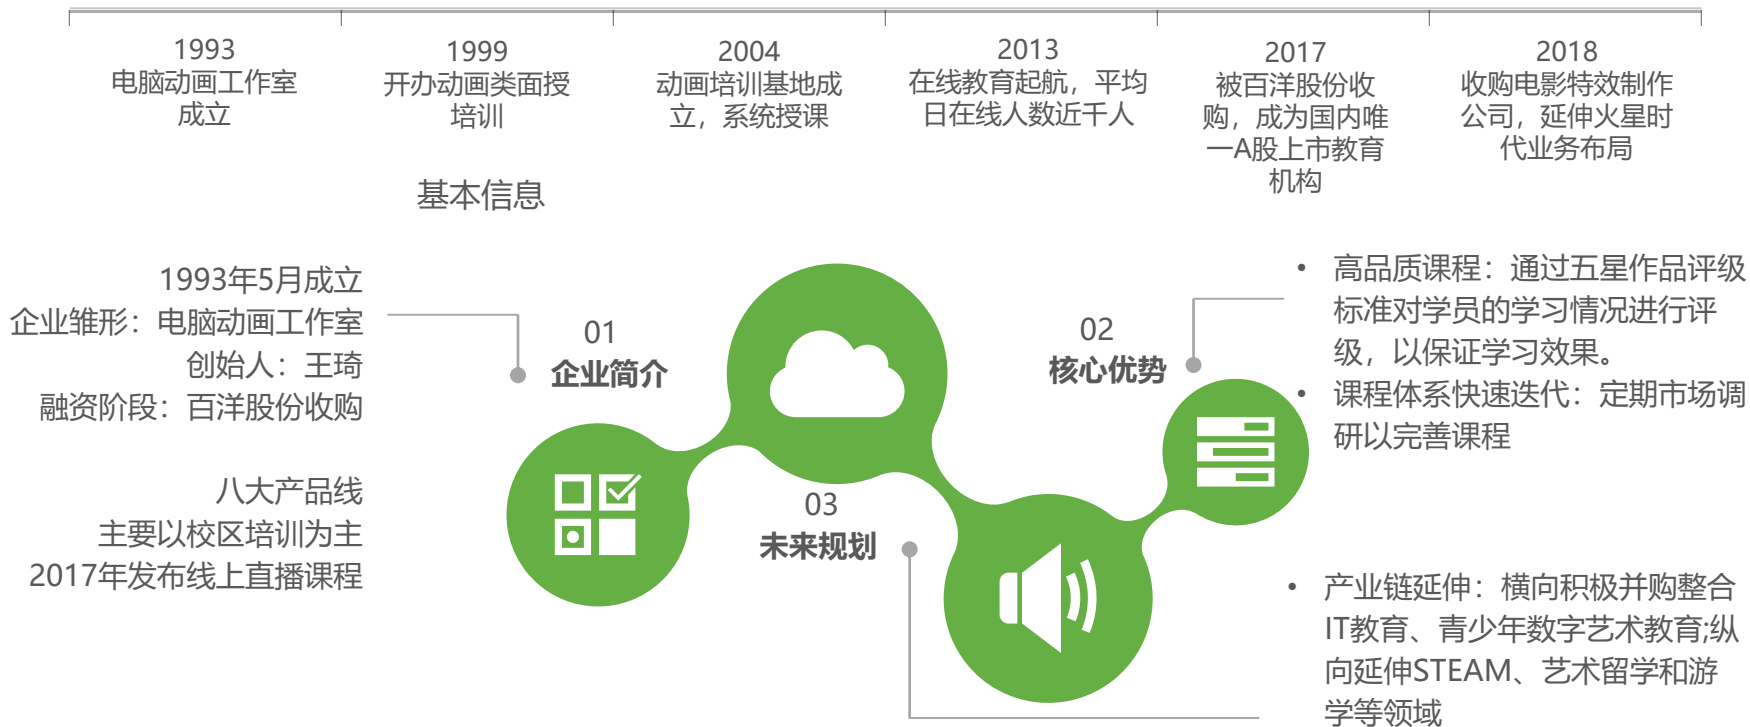 1993
电脑动画工作室
成立
1999
开办动画类面授
培训
2004
动画培训基地成
立，系统授课
2013
在线教育起航，平均
日在线人数近千人
2017
被百洋股份收
购，成为国内唯
一A股上市教育
机构
2018
收购电影特效制作
公司，延伸火星时
代业务布局
基本信息
1993年5月成立
企业雏形：电脑动画工作室
创始人：王琦
融资阶段：百洋股份收购
八大产品线
主要以校区培训为主
2017年发布线上直播课程
01
企业简介
02
核心优势
• 高品质课程：通过五星作品评级
标准对学员的学习情况进行评
级，以保证学习效果。
• 课程体系快速迭代：定期市场调
研以完善课程
03
未来规划
• 产业链延伸：横向积极并购整合
IT教育、青少年数字艺术教育;纵
向延伸STEAM、艺术留学和游
学等领域